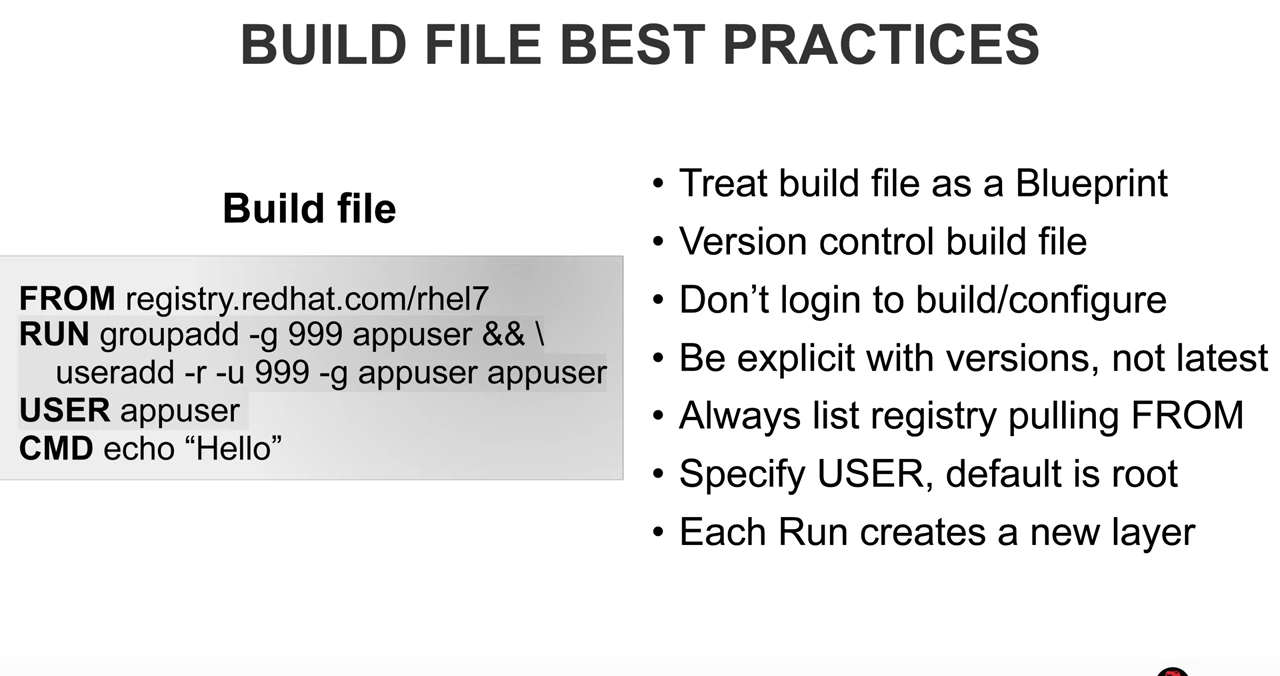 BUILD FILE BEST PRACTICES
Build file
FROM registry.redhat.com/rhel7
RUN groupadd -g 999 appuser && \
useradd -r -u 999 -g appuser appuser
USER appuser
CMD echo “Hello”
• Treat build file as a Blueprint
• Version control build file
• Don’t login to build/configure
• Be explicit with versions, not latest
• Always list registry pulling FROM
• Specify USER, default is root
• Each Run creates a new layer